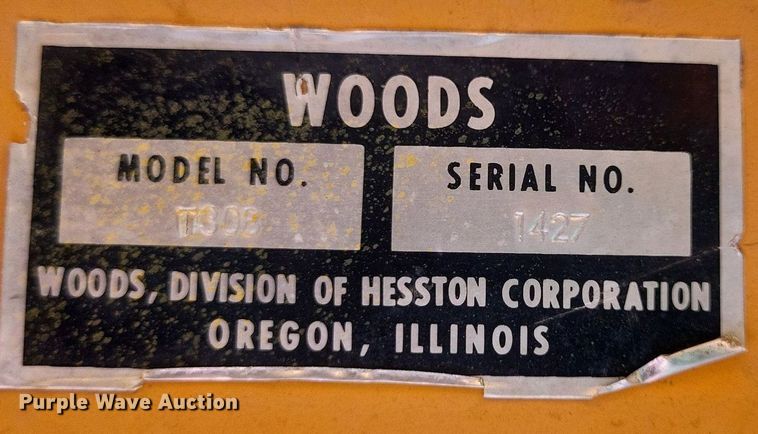 WOODS
MODEL NO.
SERIAL NO.
1427
WOODS, DIVISION OF HESSTON CORPORATION
OREGON, ILLINOIS
Purple Wave Auction